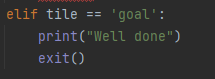 elif tile == 'goal':
    print("Well done")
    exit()